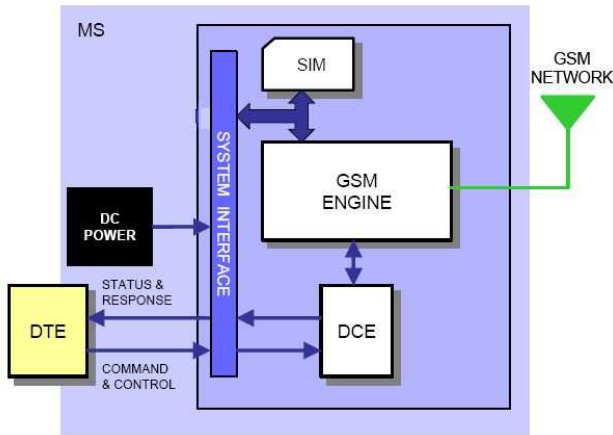 MS
SIM
GSM
NETWORK
SYSTEM INTERFACE
GSM
ENGINE
DC
POWER
STATUS &
RESPONSE
DTE
DCE
COMMAND
& CONTROL